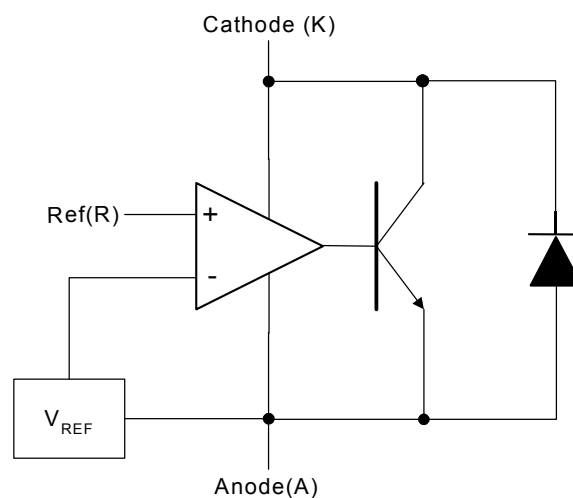 Cathode (K)
Ref(R)
+
-
V_REF
Anode(A)